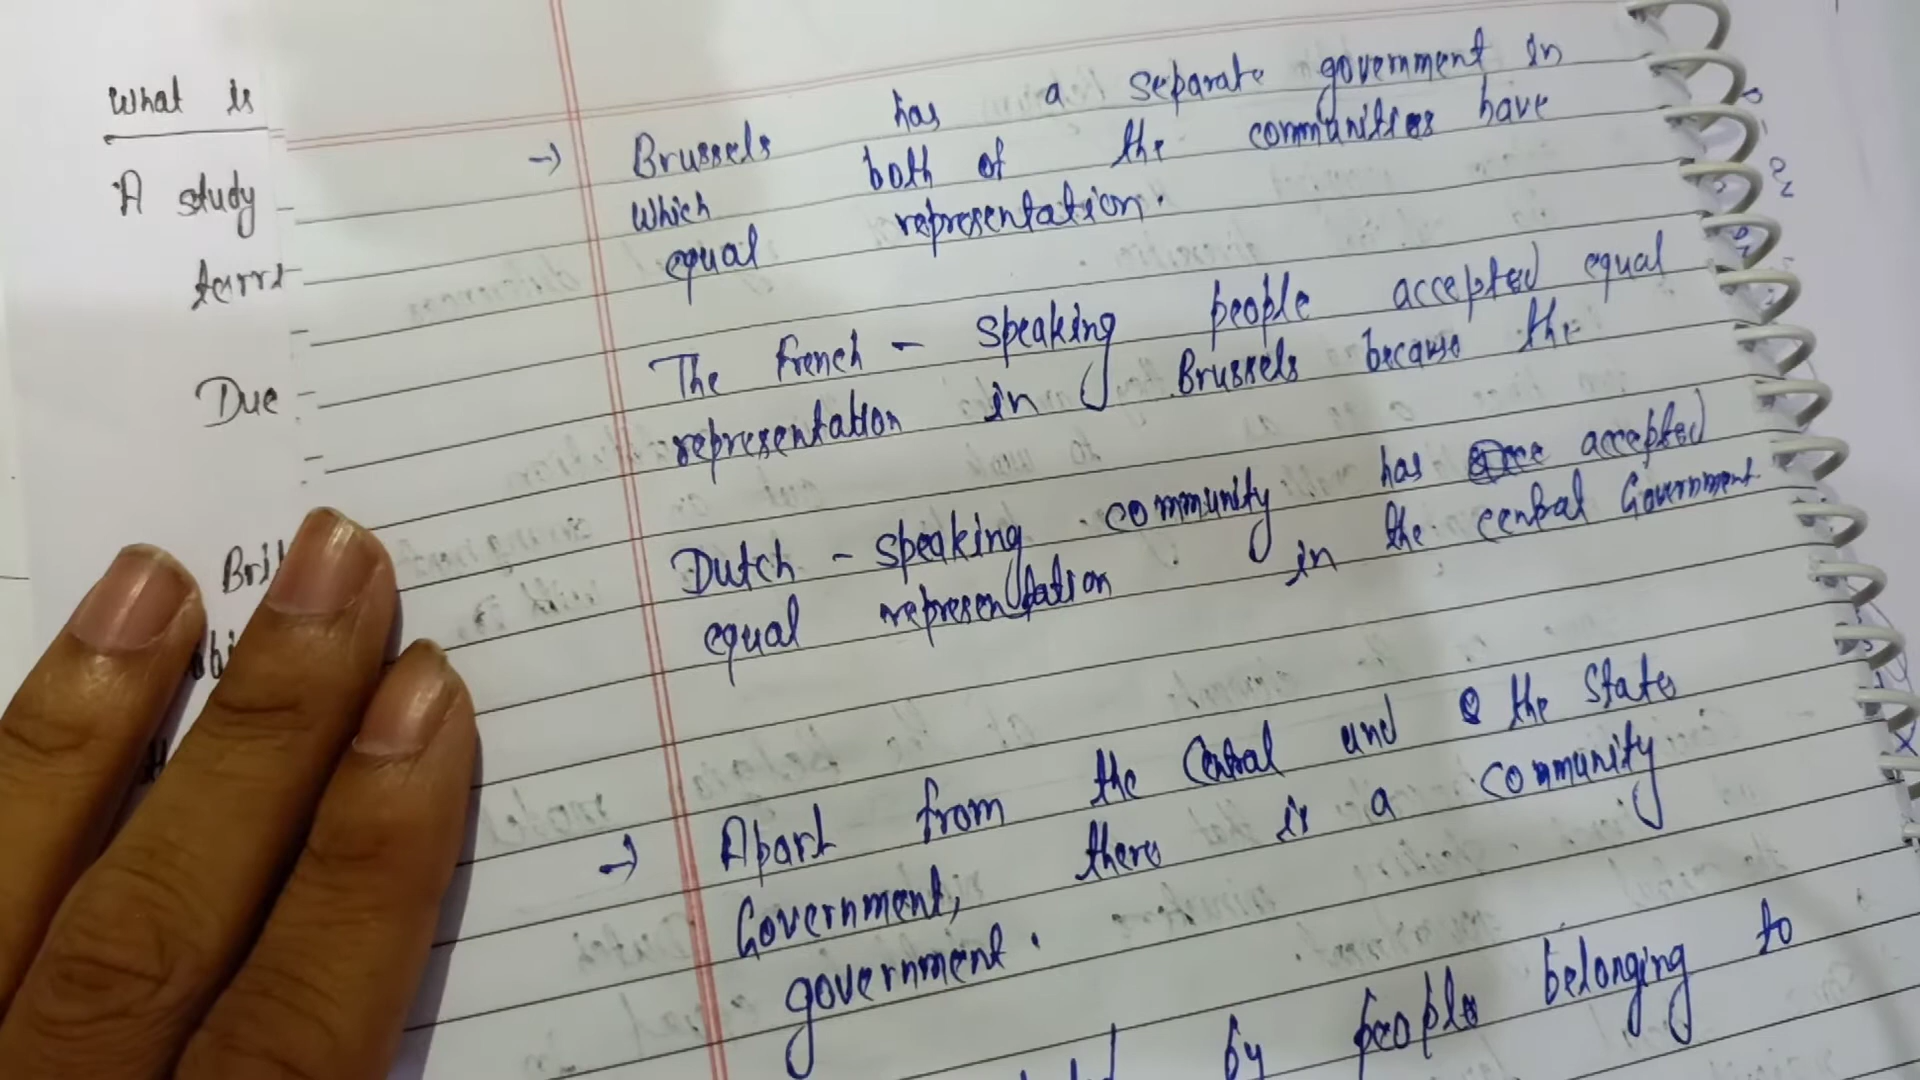 What is
A study
Due
→ Brussels has a separate government in
which both of the communities have
equal representation.
The French - speaking people accepted equal
representation in Brussels because the
Dutch - speaking community has accepted
equal representation in the central Government
→ Apart from the Central and the State
Government, there is a community
government.
by people belonging to